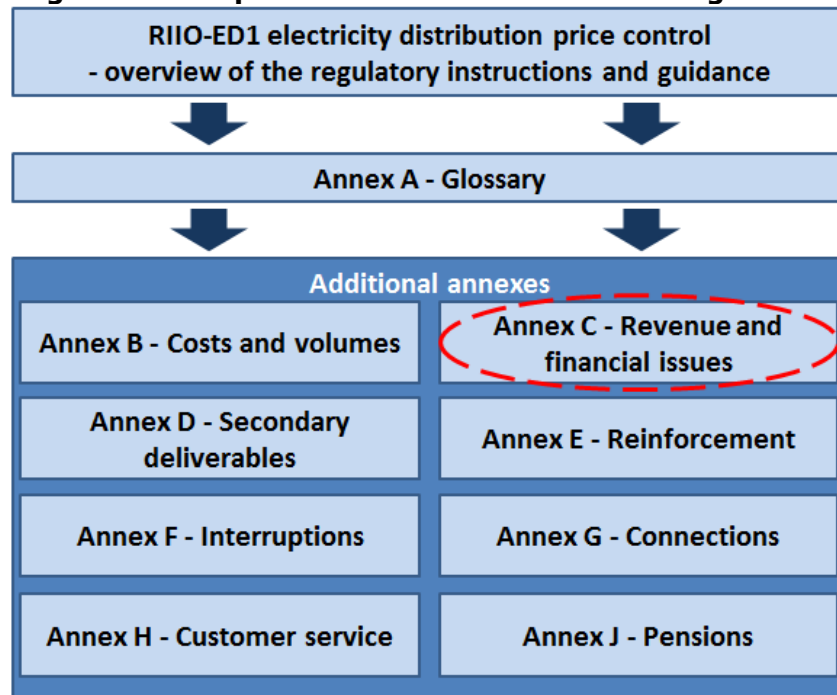 RIIO-ED1 electricity distribution price control
- overview of the regulatory instructions and guidance
Annex A - Glossary
Additional annexes
Annex B - Costs and volumes
Annex C - Revenue and
financial issues
Annex D - Secondary
deliverables
Annex E - Reinforcement
Annex F - Interruptions
Annex G - Connections
Annex H - Customer service
Annex J - Pensions